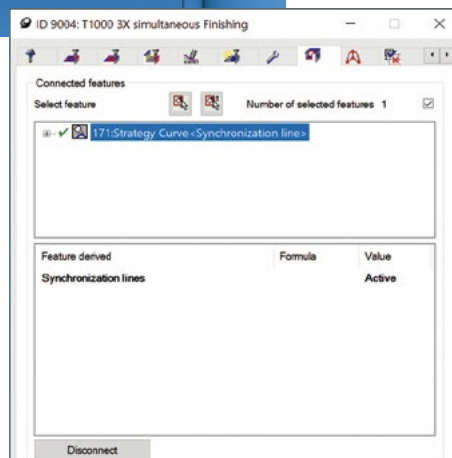 ID 9004: T1000 3X simultaneous Finishing
Connected features
Select feature Number of selected features 1
171:Strategy Curve<Synchronization line>
Feature derived Formula Value
Synchronization lines Active
Disconnect